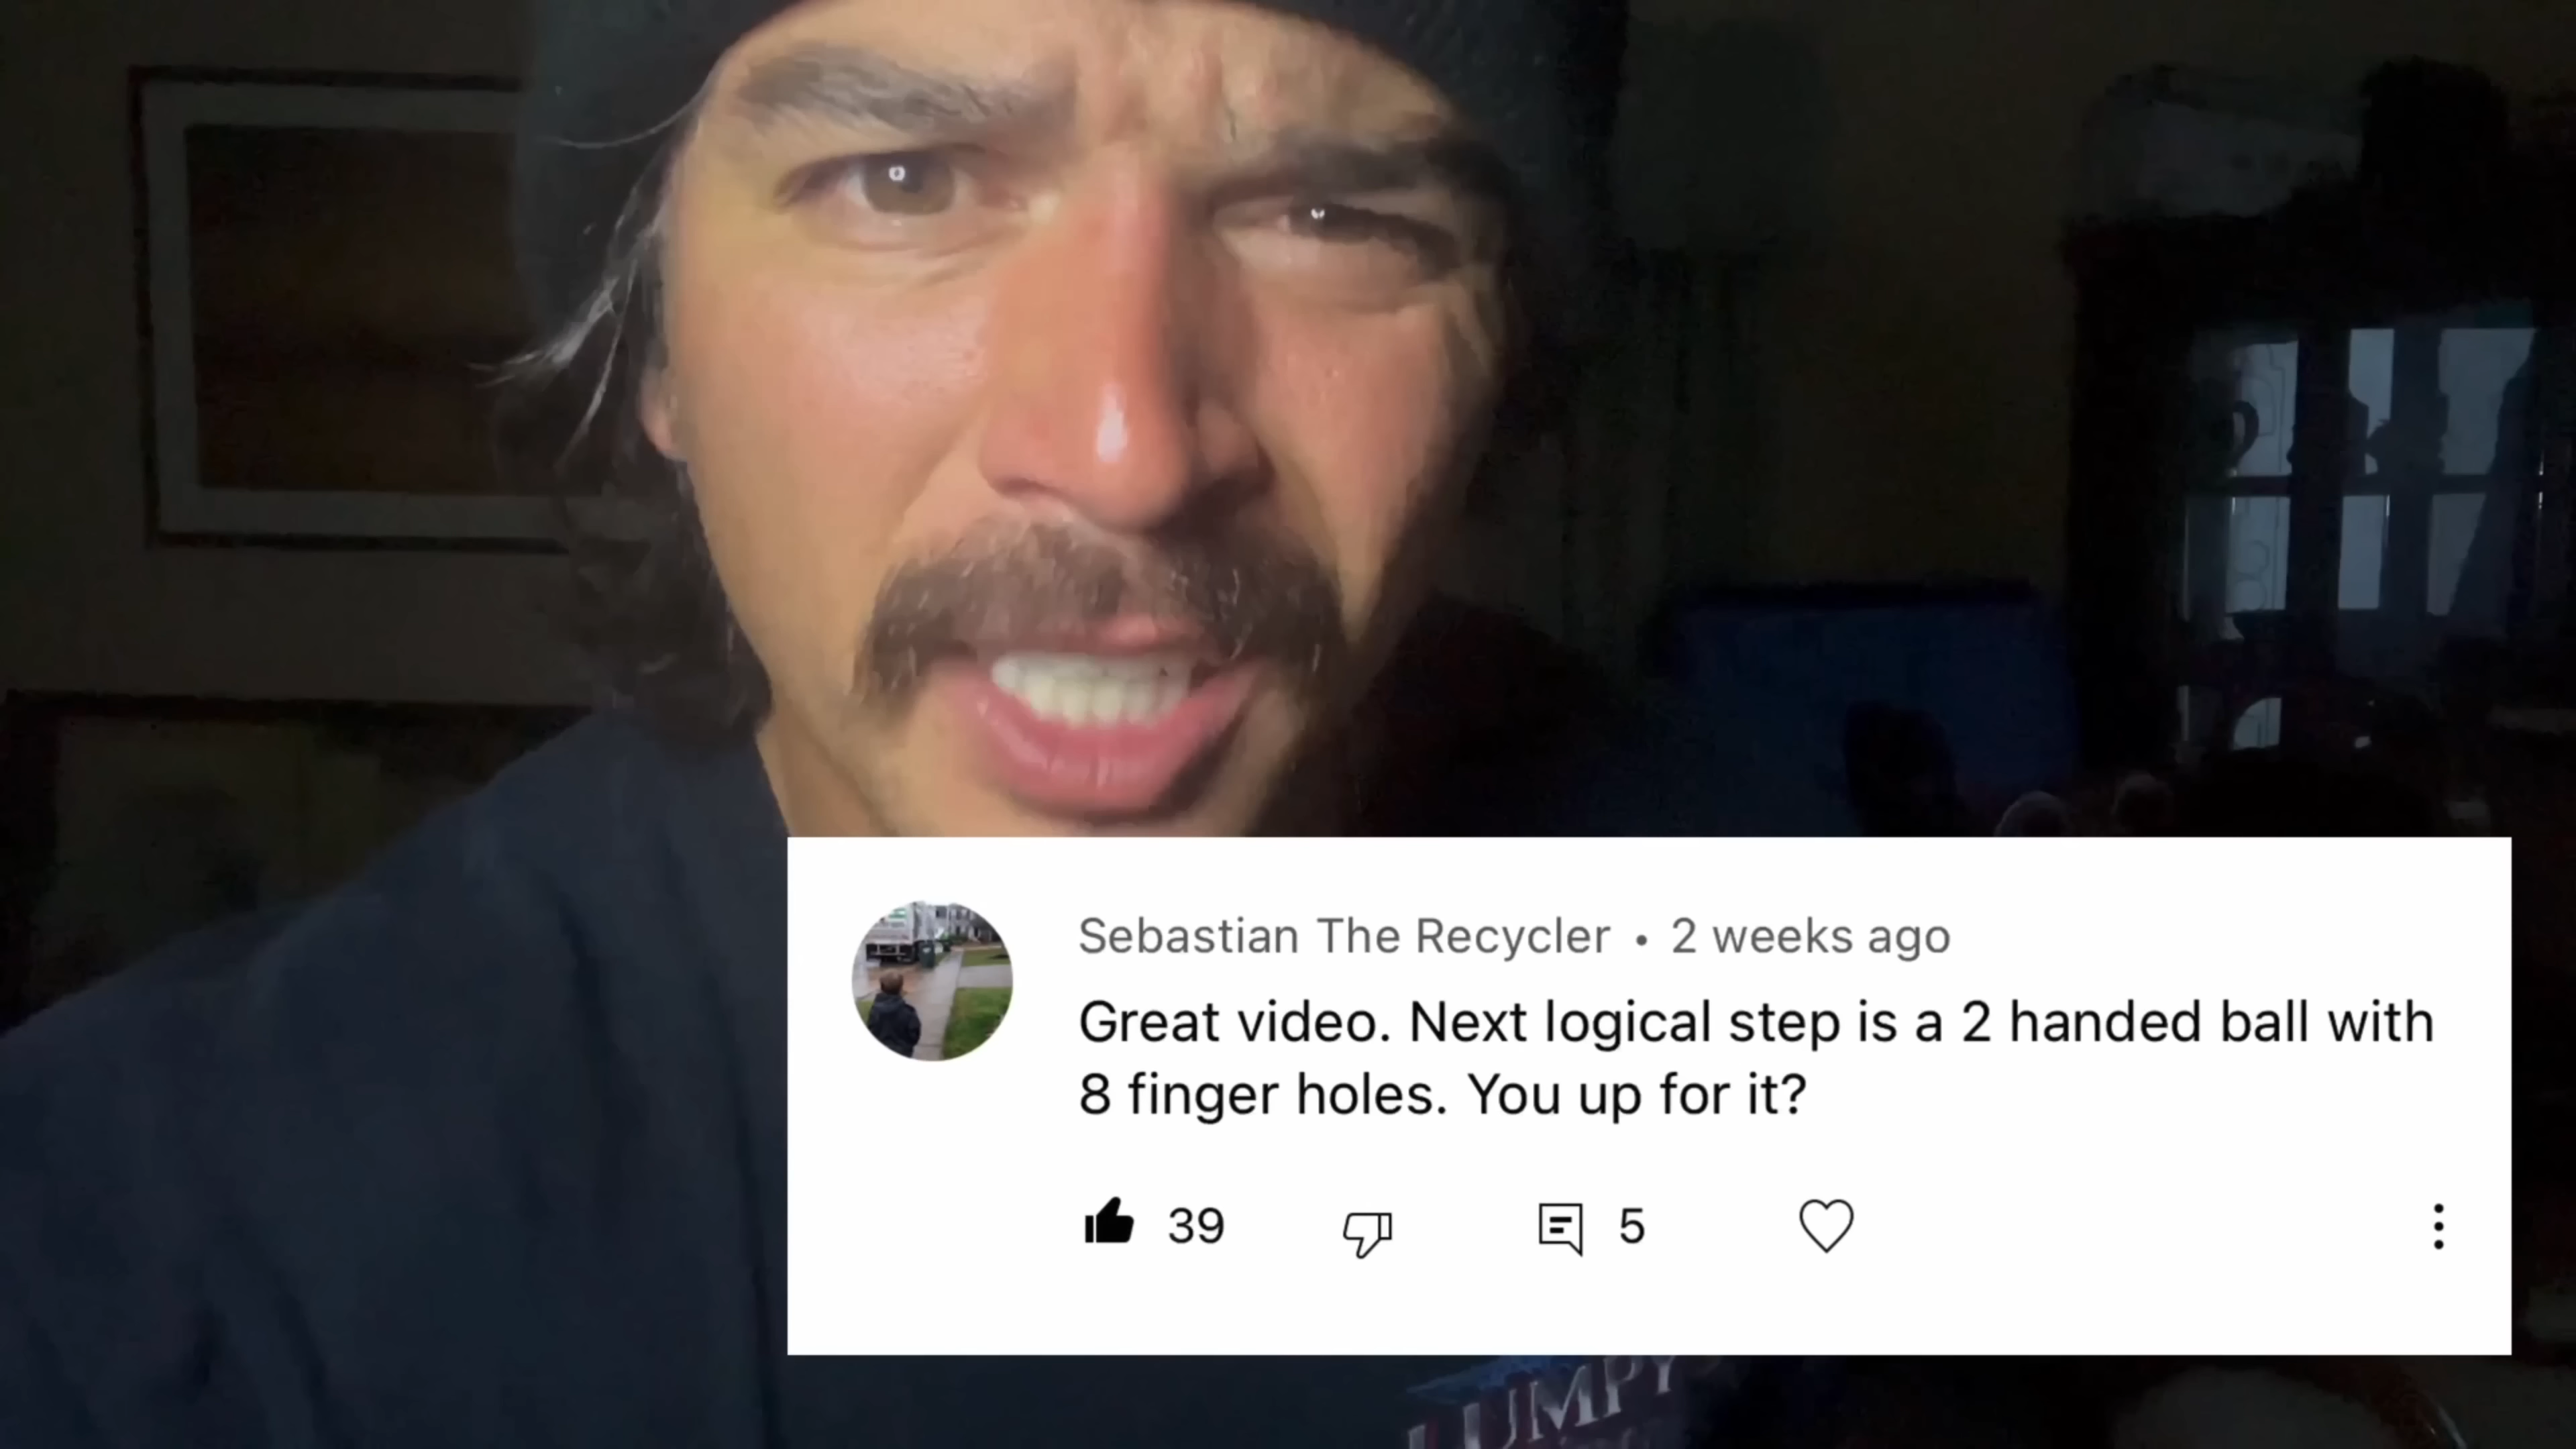 Sebastian The Recycler • 2 weeks ago
Great video. Next logical step is a 2 handed ball with
8 finger holes. You up for it?
39 5
UMPY